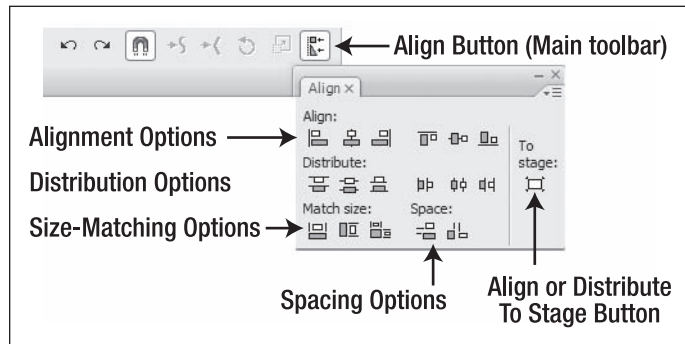 Align Button (Main toolbar)
Align ×
Align:
Alignment Options
To
stage:
Distribute:
Distribution Options
Match size:
Space:
Size-Matching Options
Spacing Options
Align or Distribute
To Stage Button